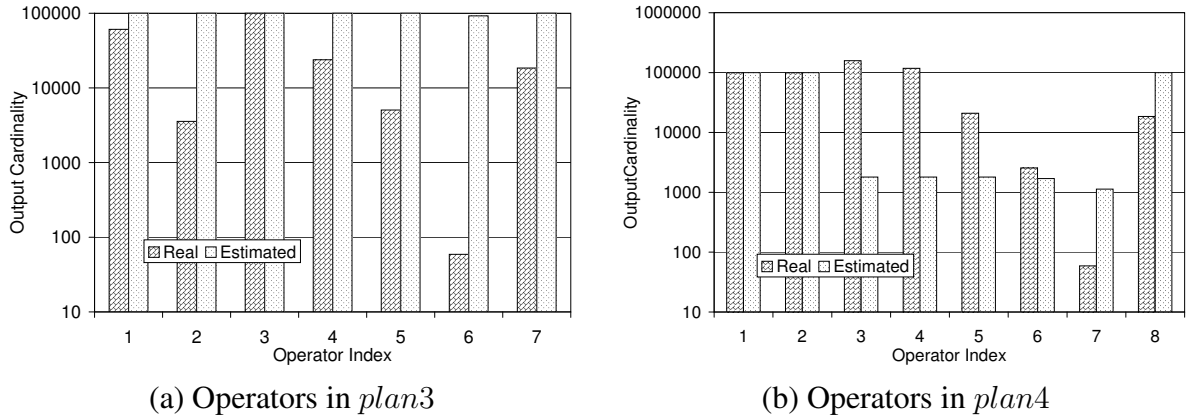 100000
10000
1000
100
10
Output Cardinality
Real Estimated
1 2 3 4 5 6 7
Operator Index
(a) Operators in plan3
1000000
100000
10000
1000
100
10
OutputCardinality
Real Estimated
1 2 3 4 5 6 7 8
Operator Index
(b) Operators in plan4